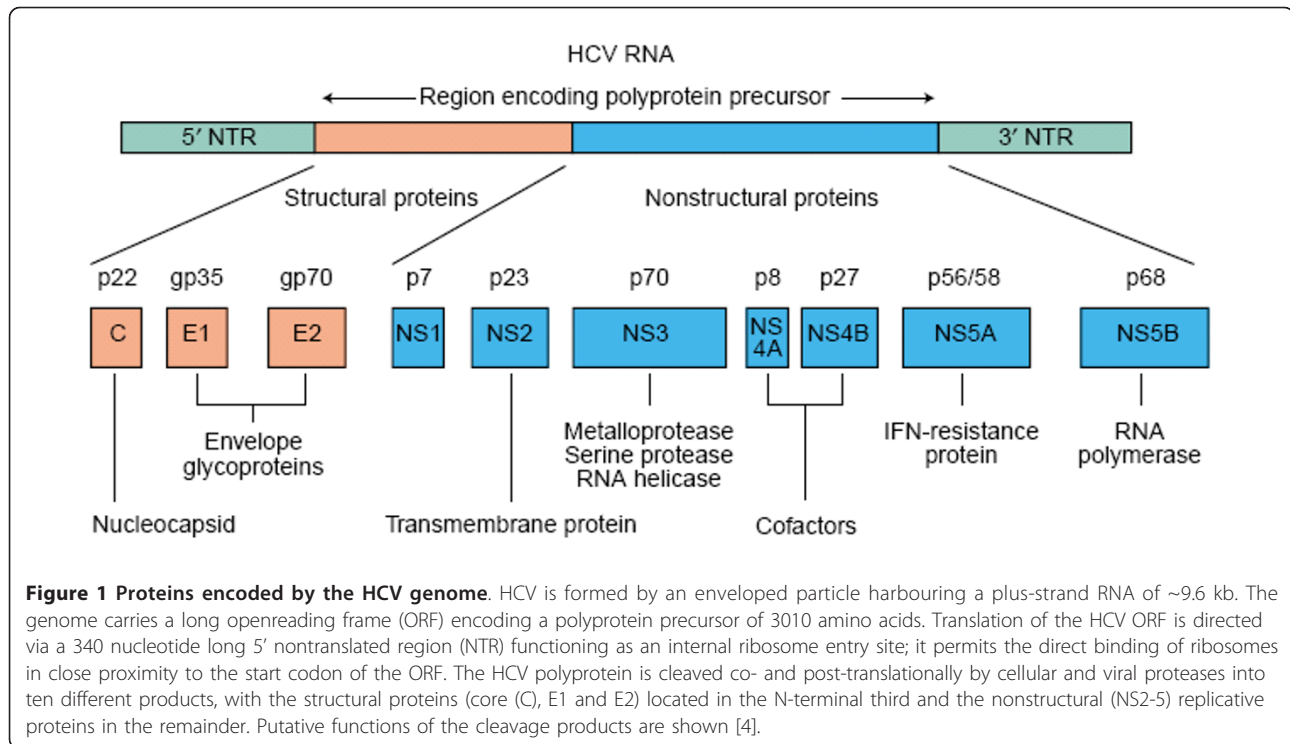 HCV RNA
Region encoding polyprotein precursor
5′ NTR
3′ NTR
Structural proteins
Nonstructural proteins
p22 gp35 gp70 p7 p23 p70 p8 p27 p56/58 p68
C E1 E2 NS1 NS2 NS3 NS 4A NS4B NS5A NS5B
Envelope
glycoproteins
Metalloprotease
Serine protease
RNA helicase
IFN-resistance
protein
RNA
polymerase
Nucleocapsid
Transmembrane protein
Cofactors
Figure 1 Proteins encoded by the HCV genome. HCV is formed by an enveloped particle harbouring a plus-strand RNA of ~9.6 kb. The
genome carries a long openreading frame (ORF) encoding a polyprotein precursor of 3010 amino acids. Translation of the HCV ORF is directed
via a 340 nucleotide long 5′ nontranslated region (NTR) functioning as an internal ribosome entry site; it permits the direct binding of ribosomes
in close proximity to the start codon of the ORF. The HCV polyprotein is cleaved co- and post-translationally by cellular and viral proteases into
ten different products, with the structural proteins (core (C), E1 and E2) located in the N-terminal third and the nonstructural (NS2-5) replicative
proteins in the remainder. Putative functions of the cleavage products are shown [4].